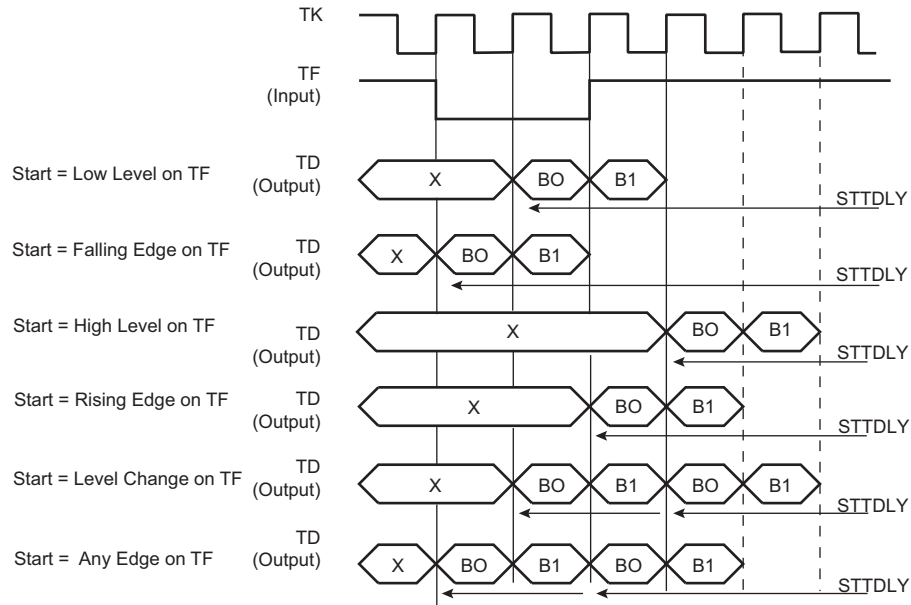 TK
TF
(Input)
Start = Low Level on TF
TD
(Output)
X
BO
B1
STTDLY
Start = Falling Edge on TF
TD
(Output)
X
BO
B1
STTDLY
Start = High Level on TF
TD
(Output)
X
BO
B1
STTDLY
Start = Rising Edge on TF
TD
(Output)
X
BO
B1
STTDLY
Start = Level Change on TF
TD
(Output)
X
BO
B1
BO
B1
STTDLY
Start = Any Edge on TF
TD
(Output)
X
BO
B1
BO
B1
STTDLY